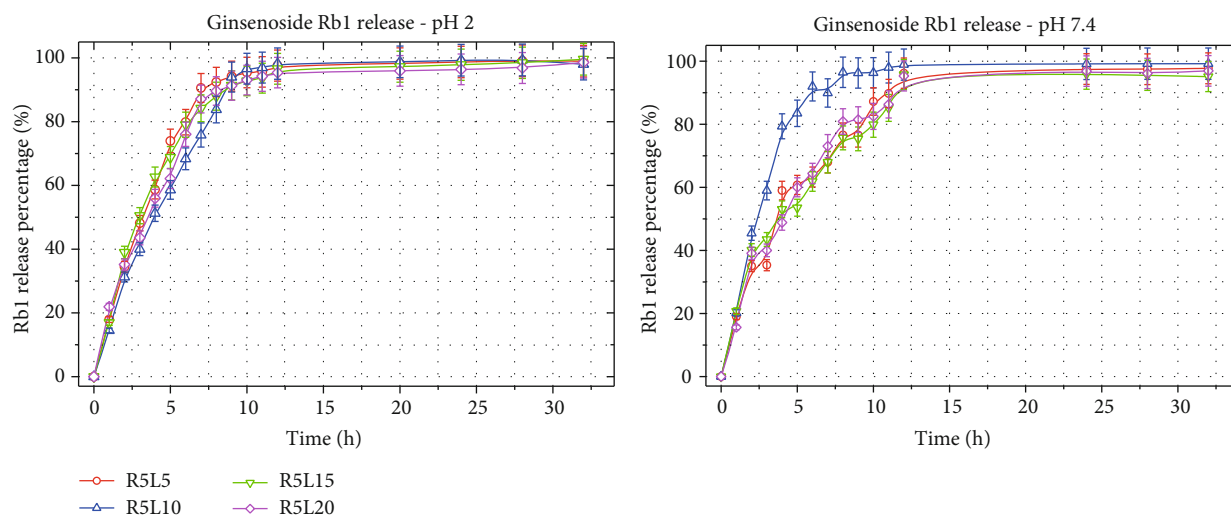 Ginsenoside Rb1 release - pH 2
Rb1 release percentage (%)
100
80
60
40
20
0
0 5 10 15 20 25 30
Time (h)
Ginsenoside Rb1 release - pH 7.4
Rb1 release percentage (%)
100
80
60
40
20
0
0 5 10 15 20 25 30
Time (h)
R5L5
R5L10
R5L15
R5L20